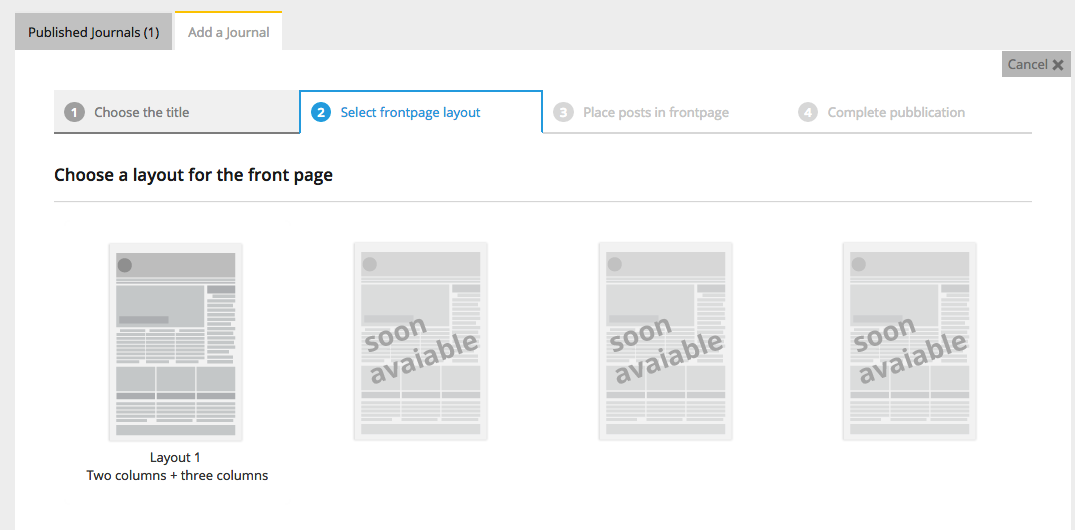 Published Journals (1)
Add a Journal
Cancel
1 Choose the title
2 Select frontpage layout
3 Place posts in frontpage
4 Complete pubblication
Choose a layout for the front page
soon
avaiable
soon
avaiable
soon
avaiable
Layout 1
Two columns + three columns